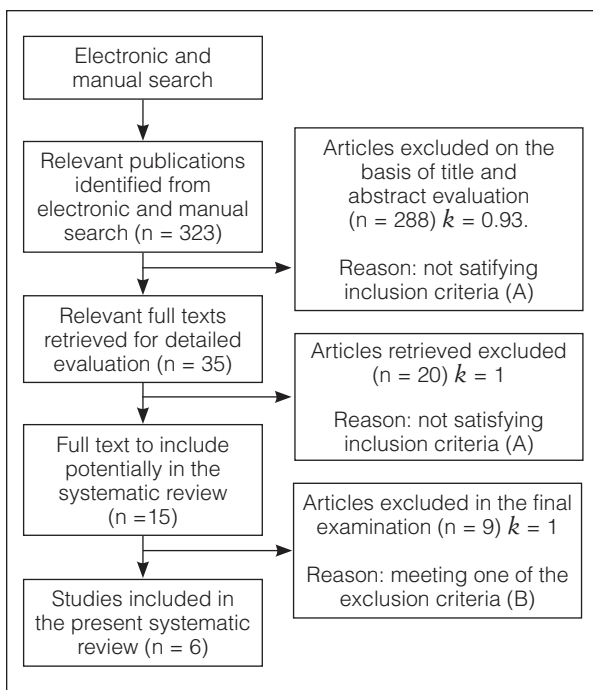 Electronic and
manual search
Relevant publications
identified from
electronic and manual
search (n = 323)
Articles excluded on the
basis of title and
abstract evaluation
(n = 288) k = 0.93.
Reason: not satifying
inclusion criteria (A)
Relevant full texts
retrieved for detailed
evaluation (n = 35)
Articles retrieved excluded
(n = 20) k = 1
Reason: not satisfying
inclusion criteria (A)
Full text to include
potentially in the
systematic review
(n =15)
Articles excluded in the final
examination (n = 9) k = 1
Reason: meeting one of the
exclusion criteria (B)
Studies included in
the present systematic
review (n = 6)